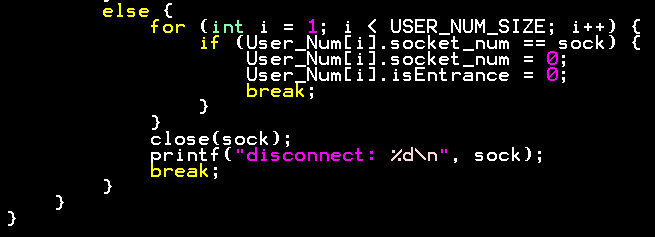 else {
for (int i = 1; i < USER_NUM_SIZE; i++) {
if (User_Num[i].socket_num == sock) {
User_Num[i].socket_num = 0;
User_Num[i].isEntrance = 0;
break;
}
}
close(sock);
printf("disconnect: %d\n", sock);
break;
}
}
}